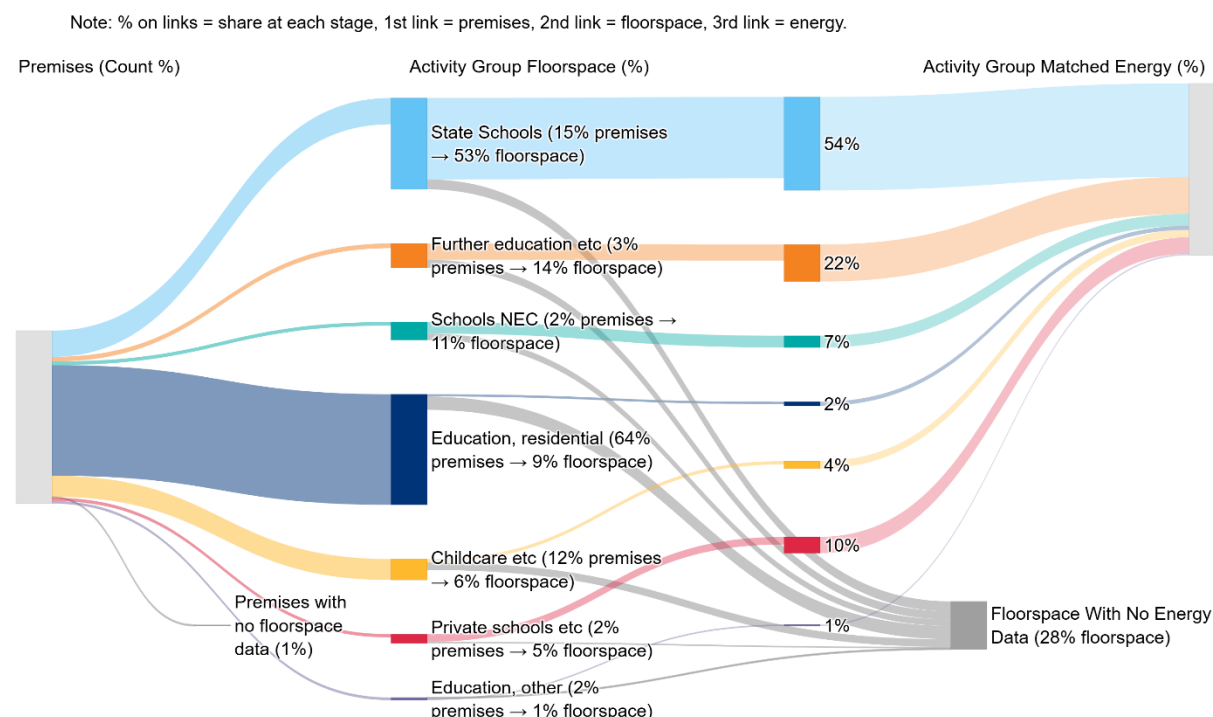 Note: % on links = share at each stage, 1st link = premises, 2nd link = floorspace, 3rd link = energy.
Premises (Count %)
Activity Group Floorspace (%)
Activity Group Matched Energy (%)
State Schools (15% premises
→ 53% floorspace)
54%
Further education etc (3%
premises → 14% floorspace)
22%
Schools NEC (2% premises →
11% floorspace)
7%
2%
Education, residential (64%
premises → 9% floorspace)
4%
Childcare etc (12% premises
→ 6% floorspace)
10%
Premises with
no floorspace
data (1%)
Private schools etc (2%
premises → 5% floorspace)
1%
Floorspace With No Energy
Data (28% floorspace)
Education, other (2%
premises → 1% floorspace)